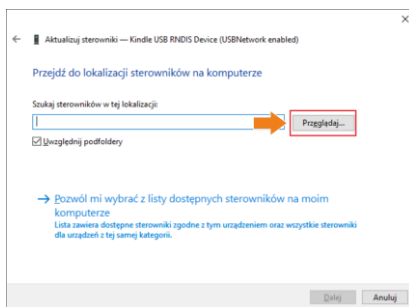 Aktualizuj sterowniki — Kindle USB RNDIS Device (USBNetwork enabled)
Przejdź do lokalizacji sterowników na komputerze
Szukaj sterowników w tej lokalizacji:
Przeglądaj...
Uwzględnij podfoldery
Pozwól mi wybrać z listy dostępnych sterowników na moim
komputerze
Lista zawiera dostępne sterowniki zgodne z tym urządzeniem oraz wszystkie sterowniki
dla urządzeń z tej samej kategorii.
Dalej
Anuluj